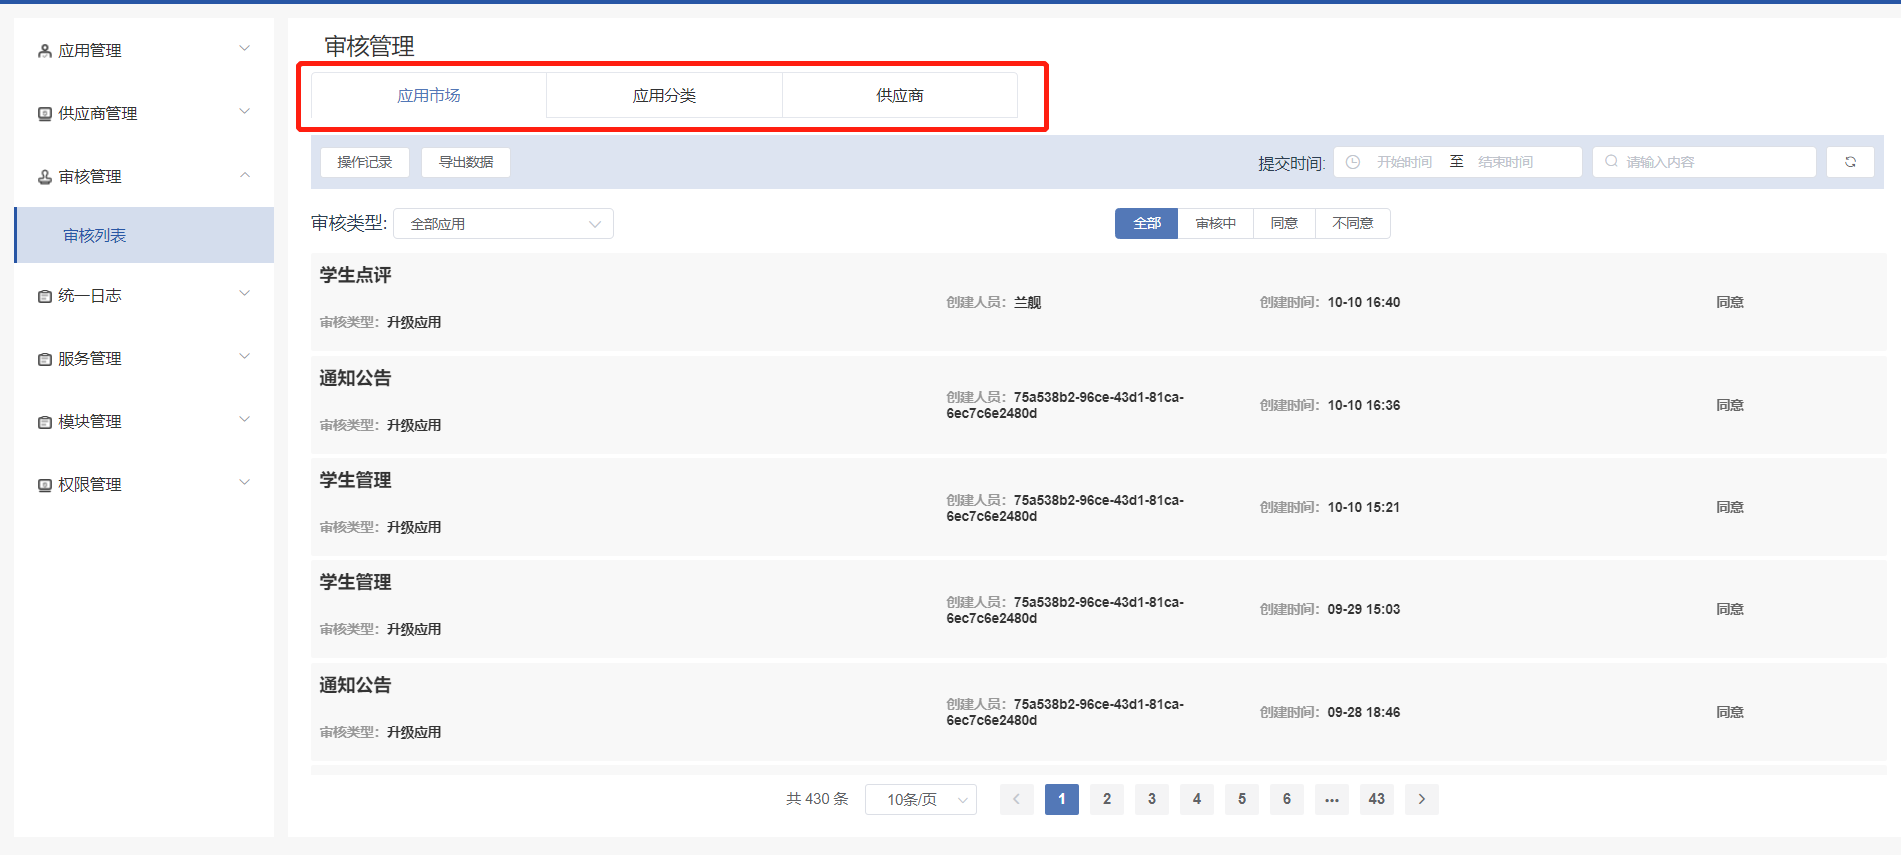 应用管理
供应商管理
审核管理
审核列表
统一日志
服务管理
模块管理
权限管理
审核管理
应用市场 应用分类 供应商
操作记录 导出数据 提交时间: 开始时间 至 结束时间 请输入内容
审核类型: 全部应用 全部 审核中 同意 不同意
学生点评
创建人员: 兰舰 创建时间: 10-10 16:40 同意
审核类型: 升级应用
通知公告
创建人员: 75a538b2-96ce-43d1-81ca-
6ec7c6e2480d
创建时间: 10-10 16:36 同意
审核类型: 升级应用
学生管理
创建人员: 75a538b2-96ce-43d1-81ca-
6ec7c6e2480d
创建时间: 10-10 15:21 同意
审核类型: 升级应用
学生管理
创建人员: 75a538b2-96ce-43d1-81ca-
6ec7c6e2480d
创建时间: 09-29 15:03 同意
审核类型: 升级应用
通知公告
创建人员: 75a538b2-96ce-43d1-81ca-
6ec7c6e2480d
创建时间: 09-28 18:46 同意
审核类型: 升级应用
共 430 条 10条/页 1 2 3 4 5 6 ••• 43